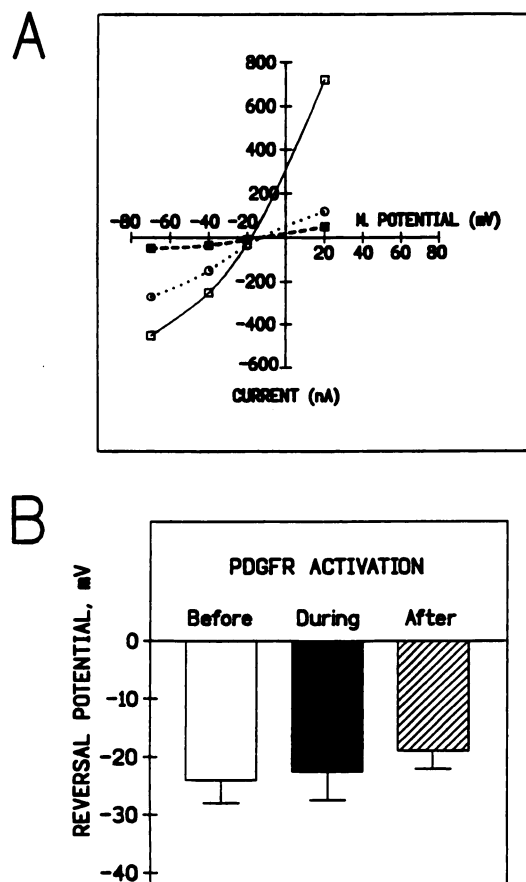 A
800
600
400
200
-80 -60 -40 -20
M. POTENTIAL (mV)
20 40 60 80
-200
-400
-600
CURRENT (nA)
B
PDGFR ACTIVATION
Before During After
REVERSAL POTENTIAL, mV
0
-10
-20
-30
-40